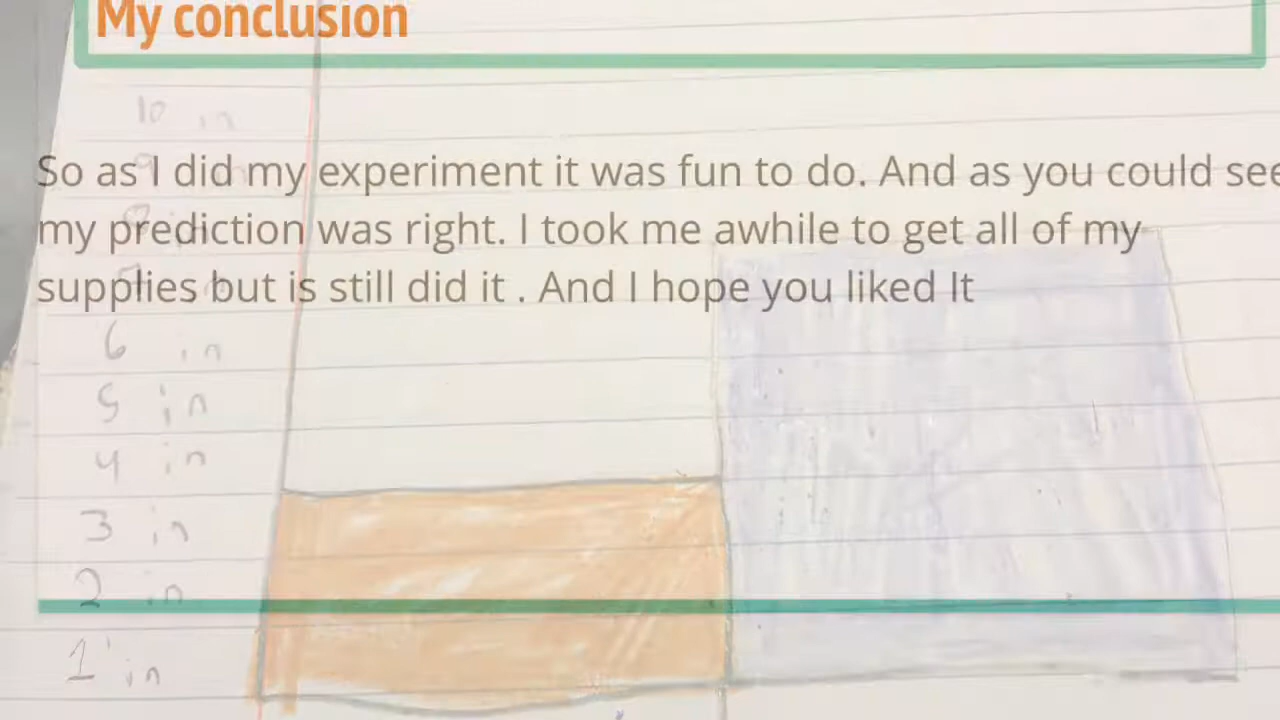 My conclusion
10 in
So as I did my experiment it was fun to do. And as you could see
my prediction was right. I took me awhile to get all of my
supplies but is still did it . And I hope you liked It
6 in
5 in
4 in
3 in
2 in
1 in